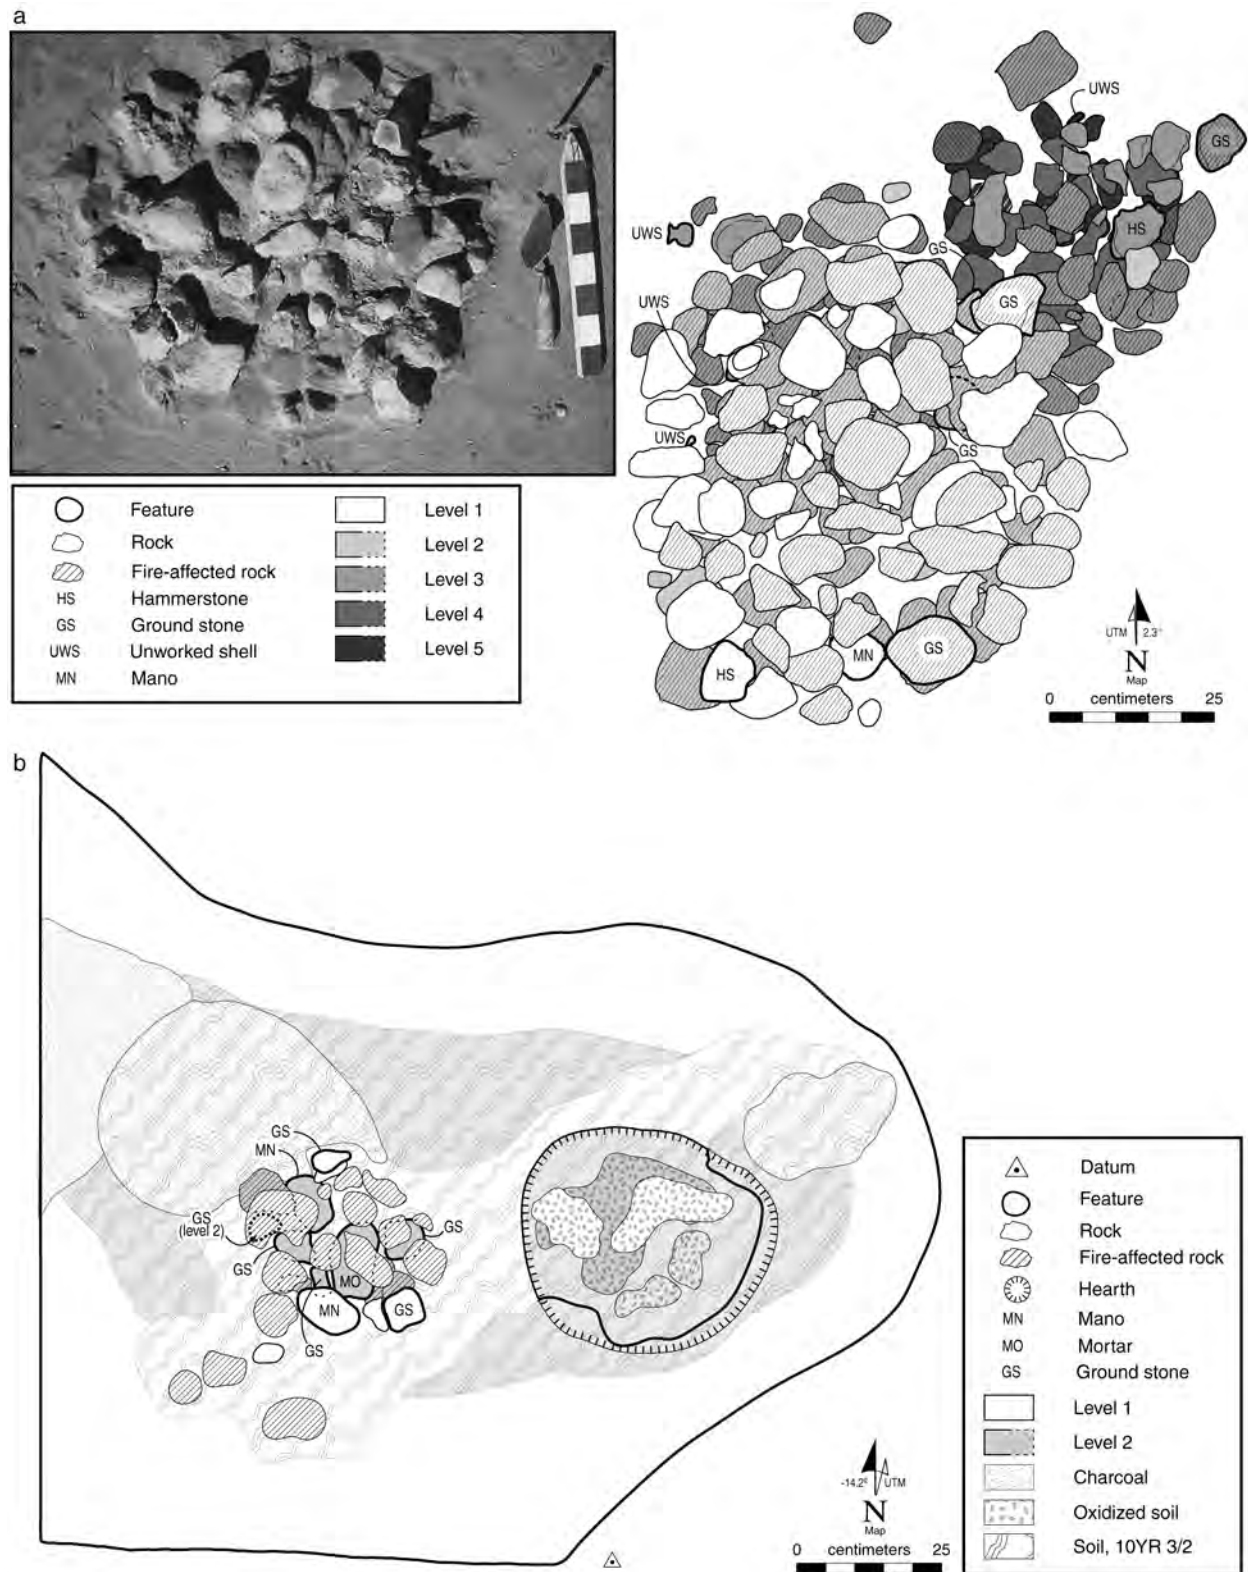 a
UWS
GS
UWS
HS
GS
UWS
GS
UWS
GS
MN
GS
HS
Feature
Rock
Fire-affected rock
HS Hammerstone
GS Ground stone
UWS Unworked shell
MN Mano
Level 1
Level 2
Level 3
Level 4
Level 5
UTM 2.3°
N
Map
0 centimeters 25
b
GS
MN
GS
(level 2)
GS
GS
MO
MN
GS
GS
Datum
Feature
Rock
Fire-affected rock
Hearth
MN Mano
MO Mortar
GS Ground stone
Level 1
Level 2
Charcoal
Oxidized soil
Soil, 10YR 3/2
-14.2° UTM
N
Map
0 centimeters 25